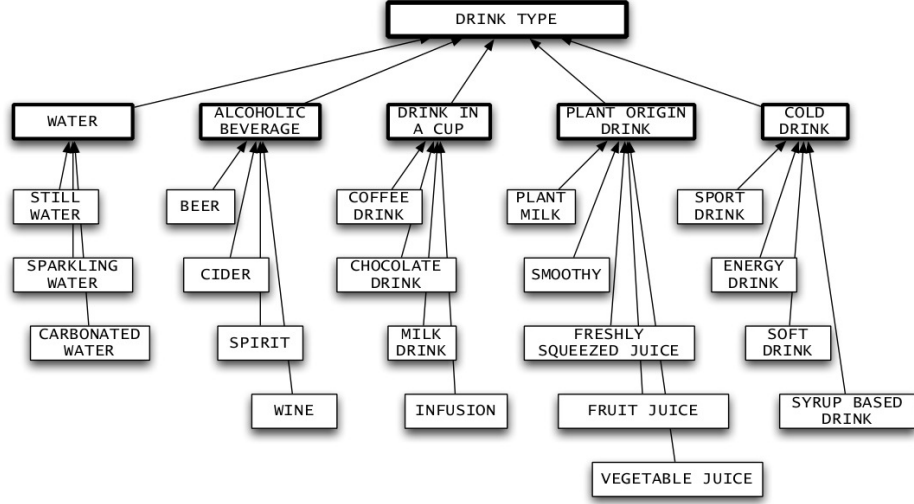 DRINK TYPE
WATER
ALCOHOLIC
BEVERAGE
DRINK IN
A CUP
PLANT ORIGIN
DRINK
COLD
DRINK
STILL
WATER
BEER
COFFEE
DRINK
PLANT
MILK
SPORT
DRINK
SPARKLING
WATER
CIDER
CHOCOLATE
DRINK
SMOOTHY
ENERGY
DRINK
CARBONATED
WATER
SPIRIT
MILK
DRINK
FRESHLY
SQUEEZED JUICE
SOFT
DRINK
WINE
INFUSION
FRUIT JUICE
SYRUP BASED
DRINK
VEGETABLE JUICE